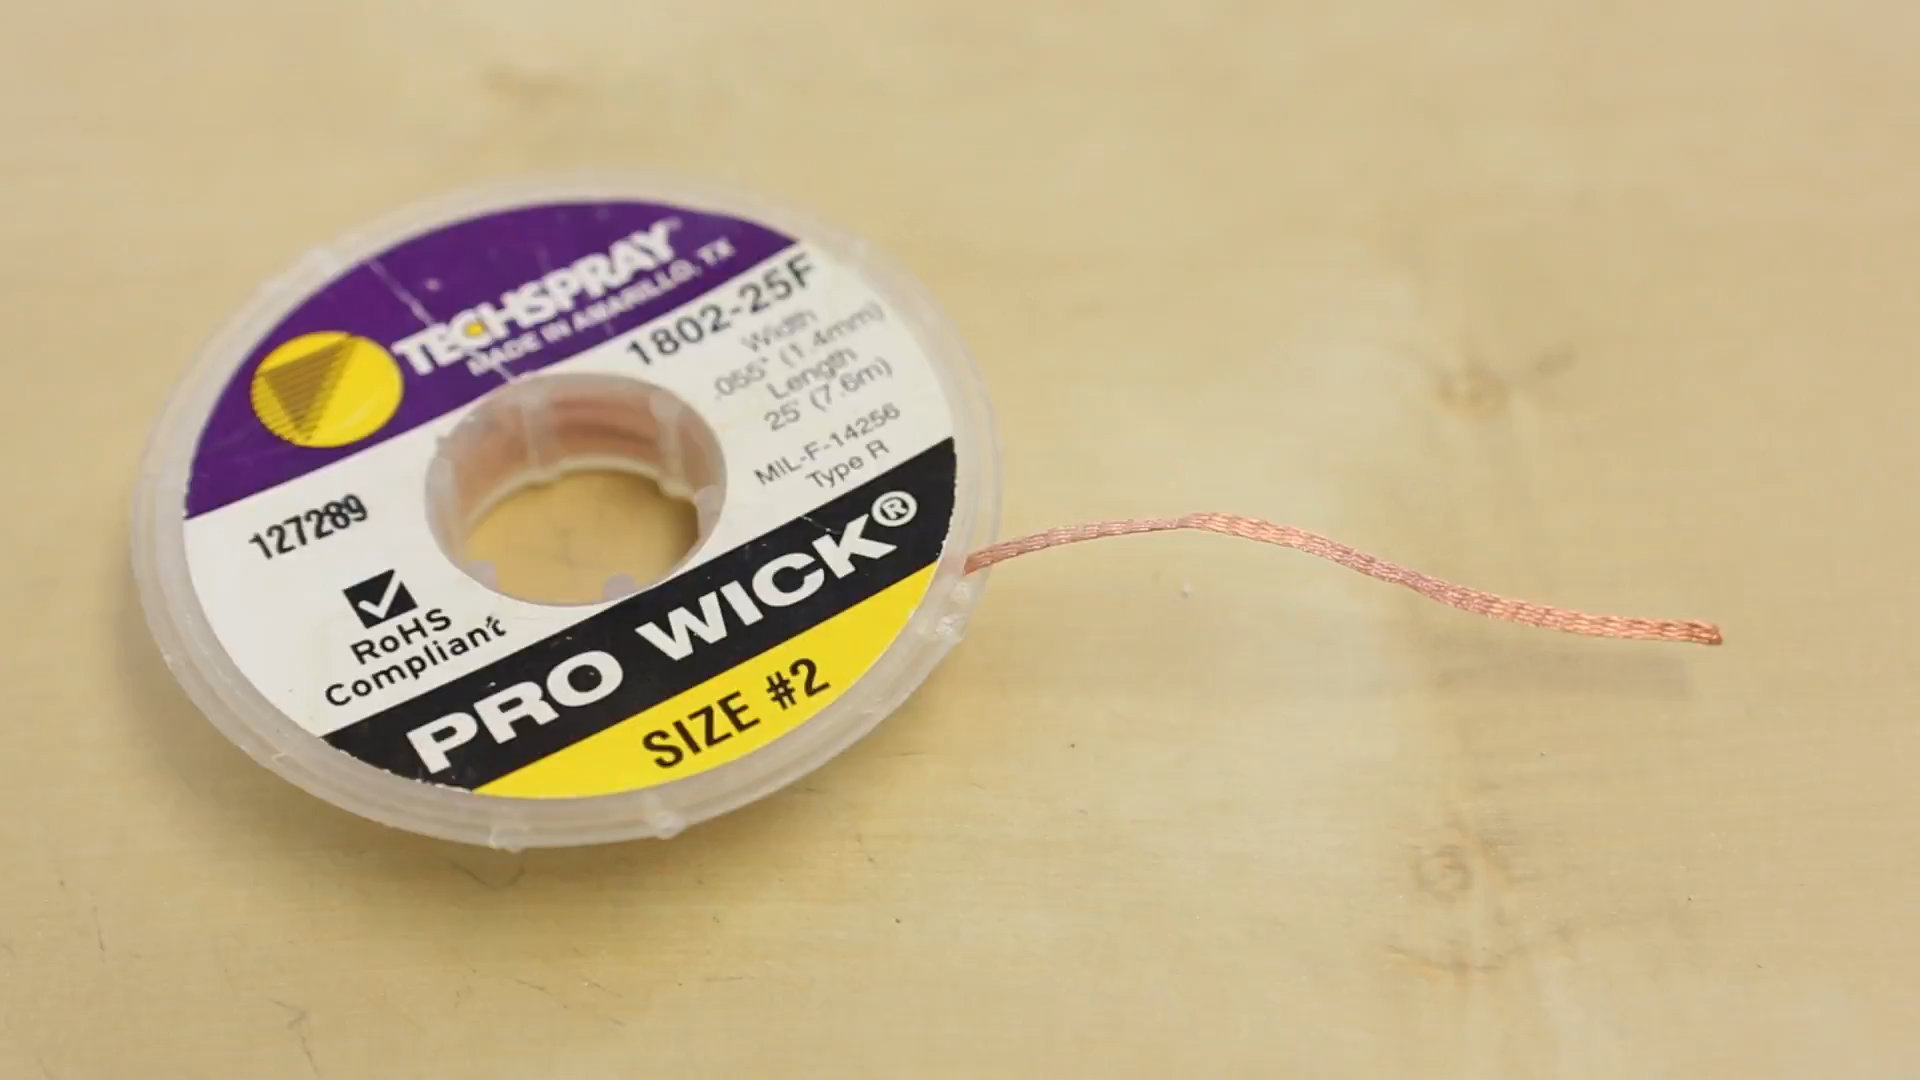 TECHSPRAY
MADE IN AMARILLO, TX
1802-25F
Width
.055" (1.4mm)
Length
25' (7.6m)
MIL-F-14256
Type R
127289
RoHS
Compliant
PRO WICK®
SIZE #2